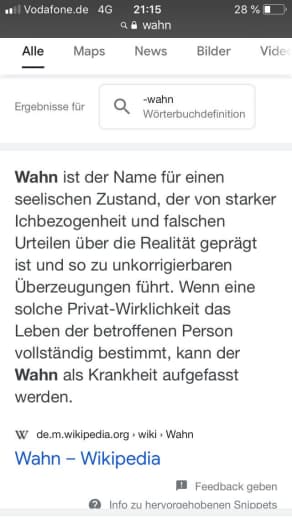 Vodafone.de 4G 21:15 28 %
wahn
Alle Maps News Bilder
Ergebnisse für
-wahn
Wörterbuchdefinition
Wahn ist der Name für einen
seelischen Zustand, der von starker
Ichbezogenheit und falschen
Urteilen über die Realität geprägt
ist und so zu unkorrigierbaren
Überzeugungen führt. Wenn eine
solche Privat-Wirklichkeit das
Leben der betroffenen Person
vollständig bestimmt, kann der
Wahn als Krankheit aufgefasst
werden.
W de.m.wikipedia.org › wiki › Wahn
Wahn – Wikipedia
Feedback geben
Info zu hervorgehobenen Snippets